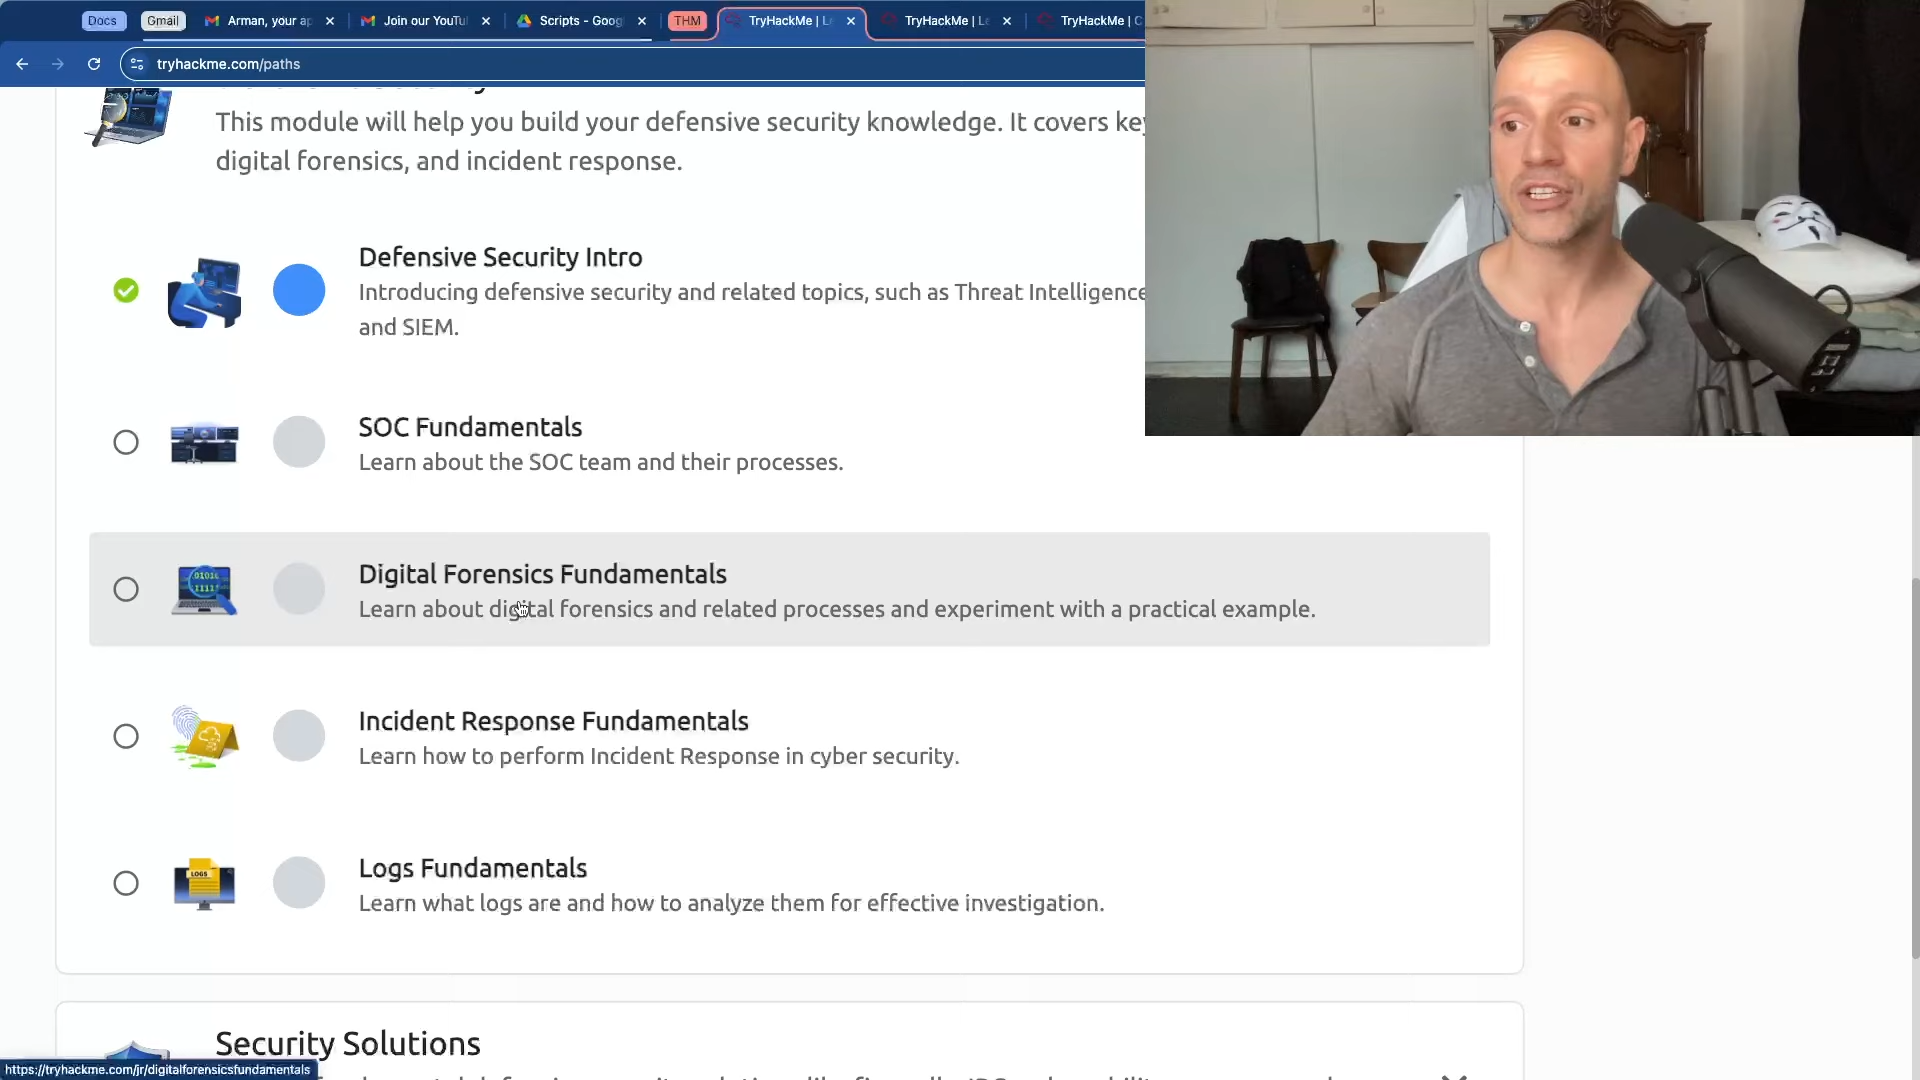 Docs
Gmail
Arman, your ap
Join our YouTu
Scripts - Goog
THM
TryHackMe | Le
TryHackMe | Le
TryHackMe | C
tryhackme.com/paths
This module will help you build your defensive security knowledge. It covers key
digital forensics, and incident response.
Defensive Security Intro
Introducing defensive security and related topics, such as Threat Intelligence
and SIEM.
SOC Fundamentals
Learn about the SOC team and their processes.
Digital Forensics Fundamentals
Learn about digital forensics and related processes and experiment with a practical example.
Incident Response Fundamentals
Learn how to perform Incident Response in cyber security.
LOGS
Logs Fundamentals
Learn what logs are and how to analyze them for effective investigation.
Security Solutions
https://tryhackme.com/jr/digitalforensicsfundamentals